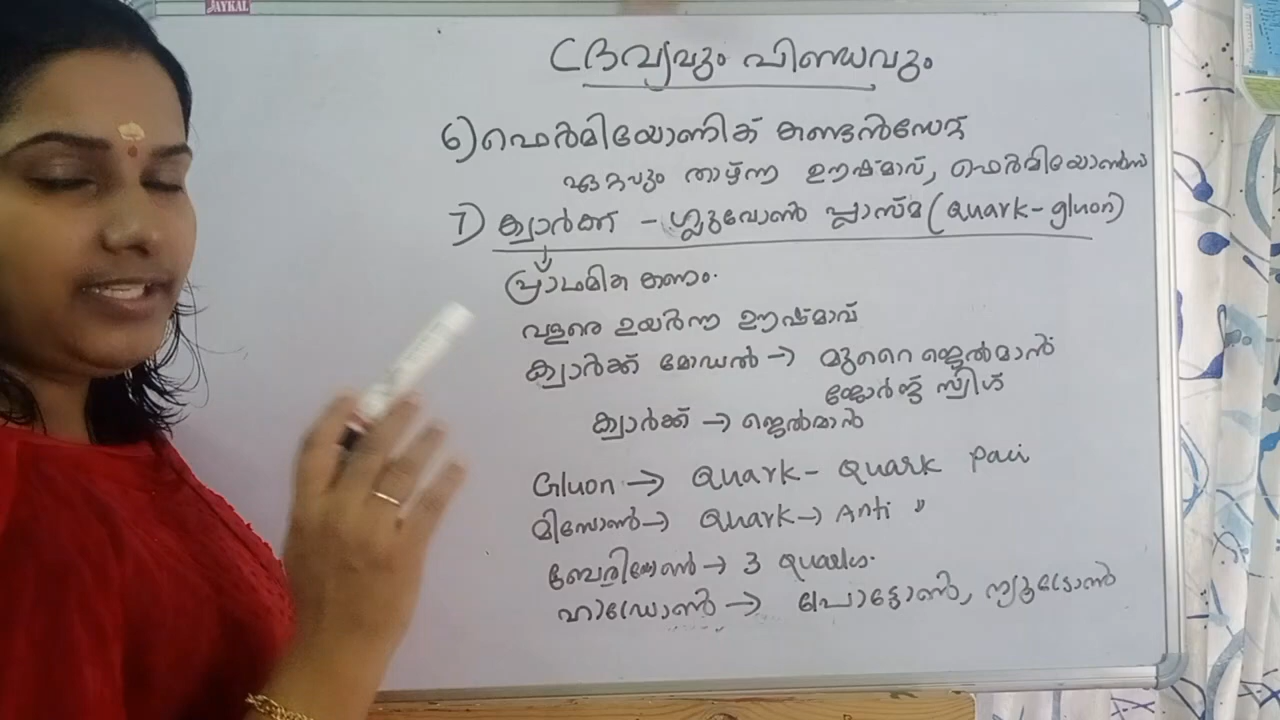 JAYKAL
ദ്രവ്യവും പിണ്ഡവും
6) ഫെർമിയോണിക് കണ്ടൻസേറ്റ്
ഏറ്റവും താഴ്ന്ന ഊഷ്മാവ്, ഫെർമിയോൺസ്
7) ക്വാർക്ക് - ഗ്ലുവോൺ പ്ലാസ്മ (Quark-gluon)
പ്രാഥമിക കണം.
വളരെ ഉയർന്ന ഊഷ്മാവ്
ക്വാർക്ക് മോഡൽ → മുറൈ ജെൽമാൻ
ജോർജ് സ്വിഗ്
ക്വാർക്ക് → ജെൽമാൻ
Gluon → Quark - Quark pair
മിസോൺ → Quark → Anti "
ബേരിയോൺ → 3 Quarks.
ഹാഡ്രോൺ → പ്രോട്ടോൺ, ന്യൂട്രോൺ